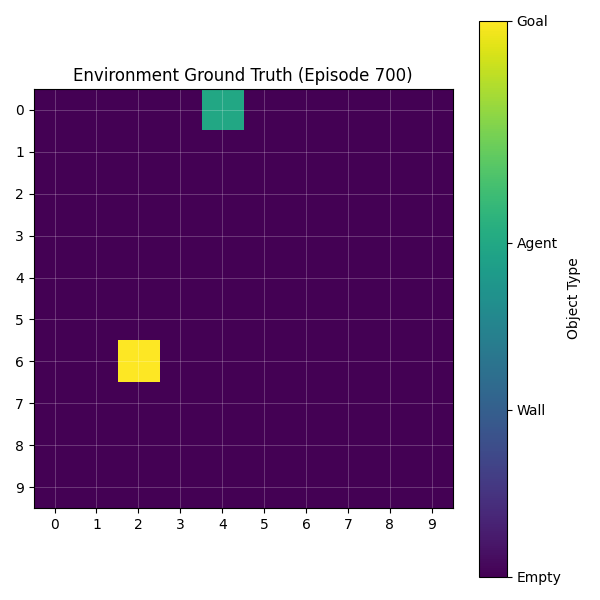 Environment Ground Truth (Episode 700)
0
1
2
3
4
5
6
7
8
9
0 1 2 3 4 5 6 7 8 9
Goal
Agent
Wall
Empty
Object Type